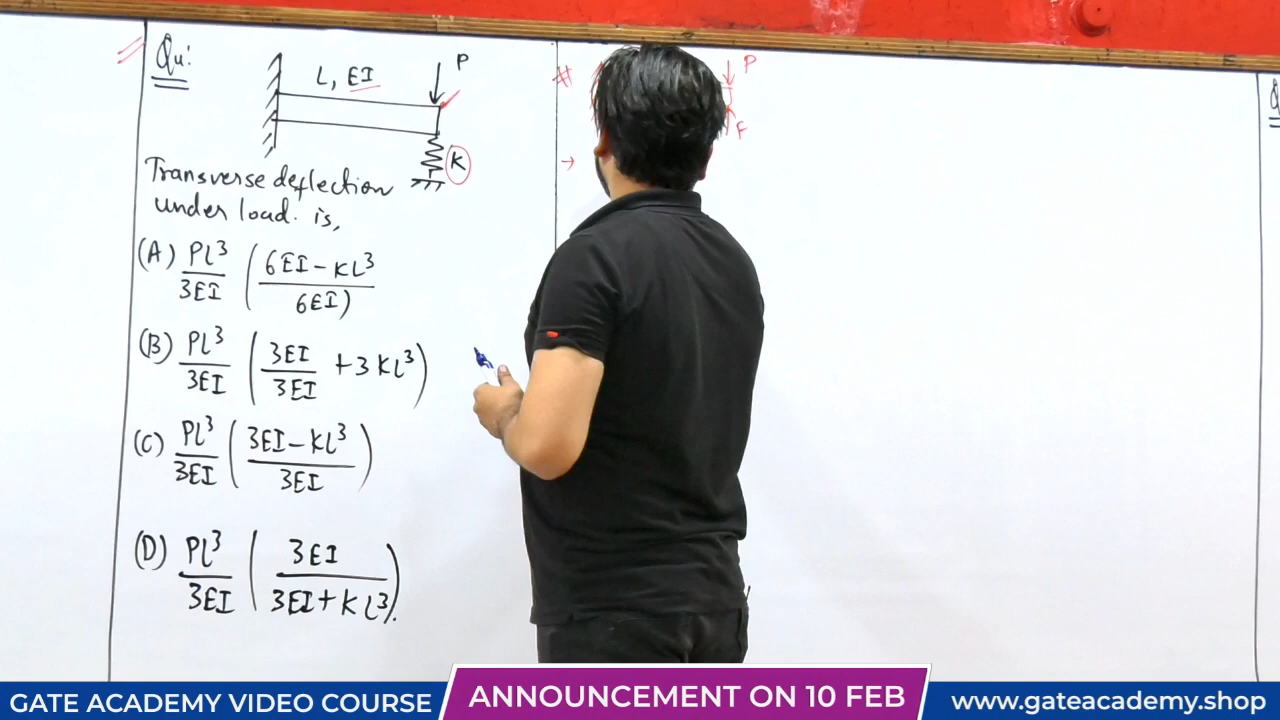 Qu:
L, EI
P
K
Transverse deflection
under load. is,
(A) PL³/3EI ( 6EI - KL³ / 6EI )
(B) PL³/3EI ( 3EI/3EI + 3KL³ )
(C) PL³/3EI ( 3EI - KL³ / 3EI )
(D) PL³/3EI ( 3EI / 3EI + KL³ ).
#
P
F
→
Q
GATE ACADEMY VIDEO COURSE
ANNOUNCEMENT ON 10 FEB
www.gateacademy.shop